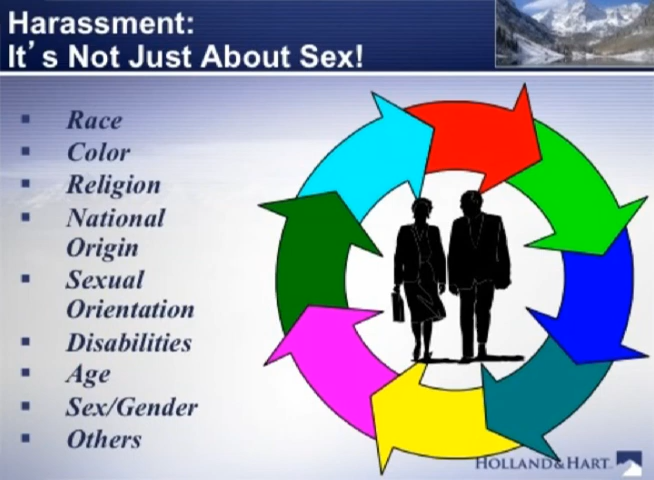 Harassment:
It's Not Just About Sex!
Race
Color
Religion
National
Origin
Sexual
Orientation
Disabilities
Age
Sex/Gender
Others
HOLLAND&HART